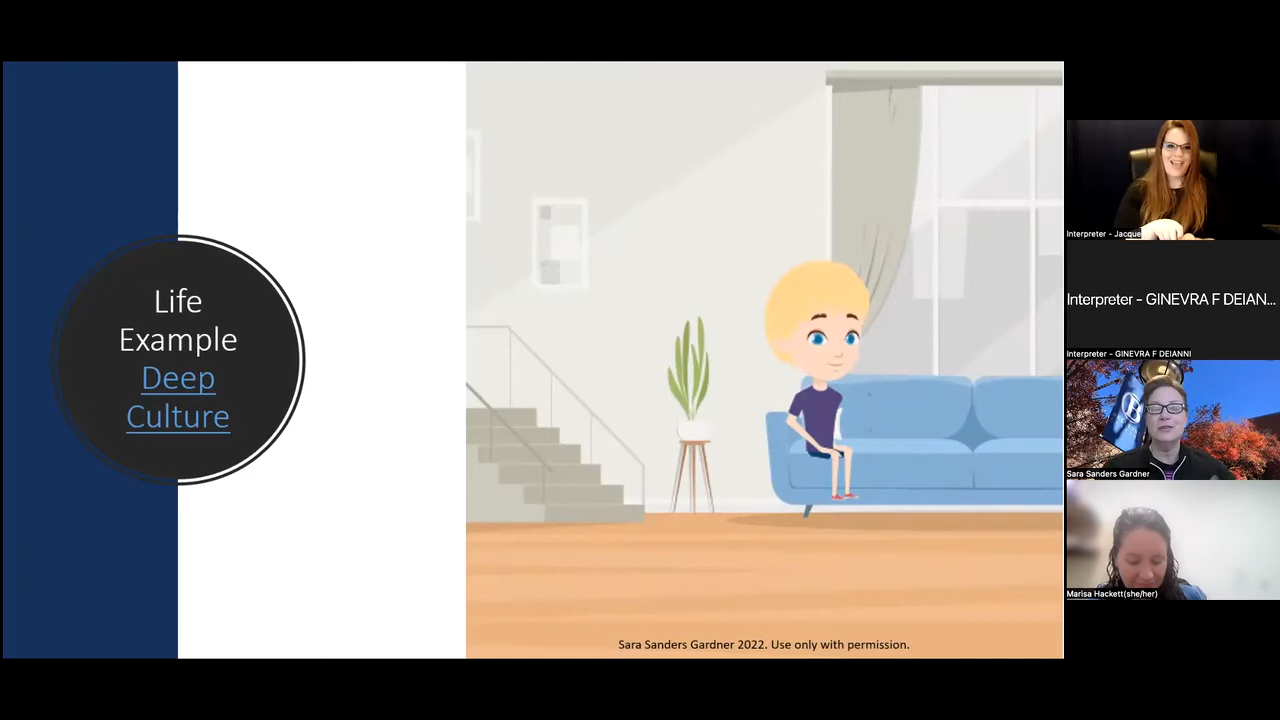 Life
Example
Deep
Culture
Sara Sanders Gardner 2022. Use only with permission.
Interpreter - Jacque
Interpreter - GINEVRA F DEIAN...
Interpreter - GINEVRA F DEIANNI
Sara Sanders Gardner
Marisa Hackett(she/her)